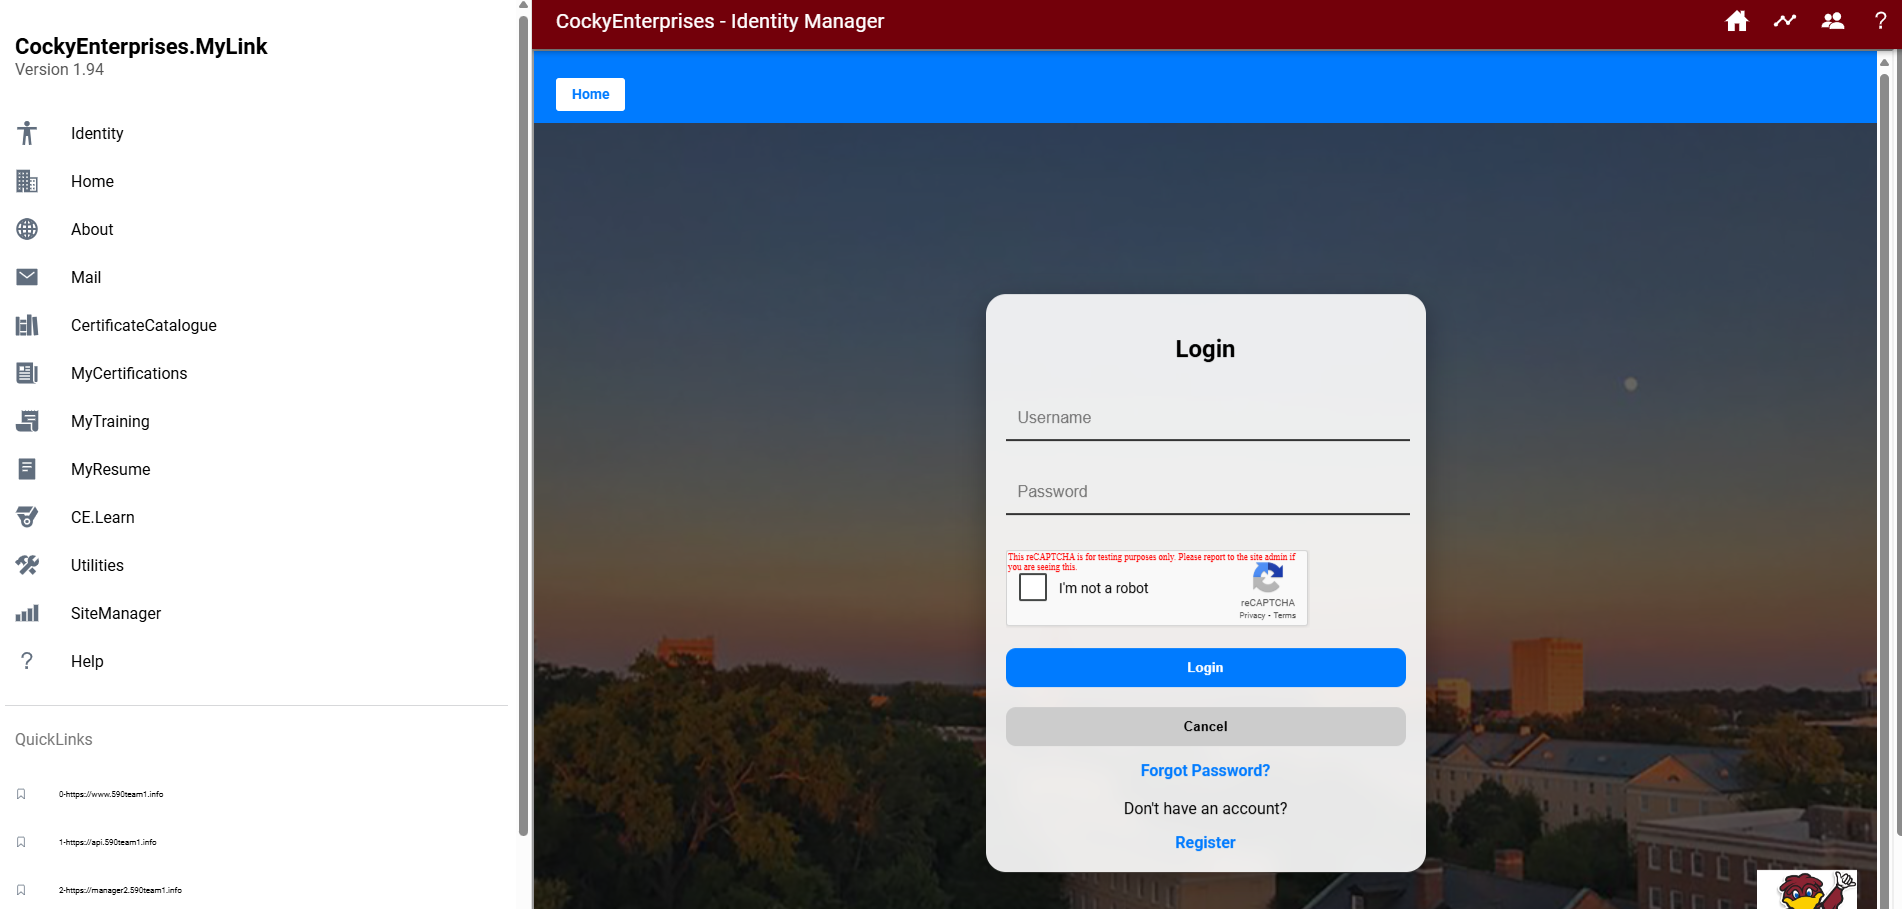 CockyEnterprises.MyLink
Version 1.94
Identity
Home
About
Mail
CertificateCatalogue
MyCertifications
MyTraining
MyResume
CE.Learn
Utilities
SiteManager
? Help
QuickLinks
0-https://www.590team1.info
1-https://api.590team1.info
2-https://manager2.590team1.info
CockyEnterprises - Identity Manager
?
Home
Login
Username
Password
This reCAPTCHA is for testing purposes only. Please report to the site admin if
you are seeing this.
I'm not a robot
reCAPTCHA
Privacy - Terms
Login
Cancel
Forgot Password?
Don't have an account?
Register